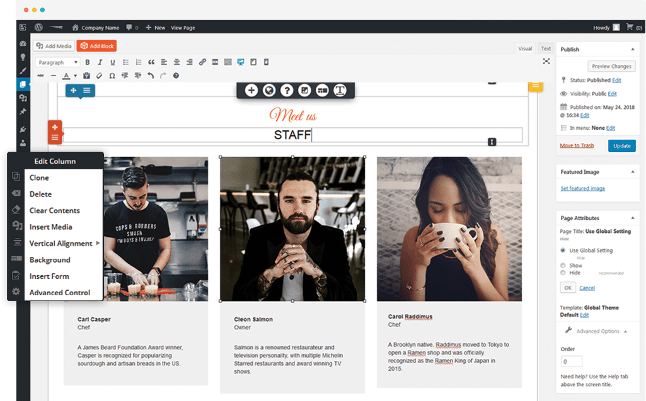 Company Name
0
New
View Page
Howdy
(0)
Add Media
Add Block
Visual
Text
Paragraph
B
I
U
Meet us
STAFF
Edit Column
Clone
Delete
Clear Contents
Insert Media
Vertical Alignment
Background
Insert Form
Advanced Control
COPS & ROBBERS
Carl Casper
Chef
A James Beard Foundation Award winner,
Casper is recognized for popularizing
sourdough and artisan breads in the US.
Cleon Salmon
Owner
Salmon is a renowned restaurateur and
television personality, with multiple Michelin
Starred restaurants and award winning TV
shows.
Carol Raddimus
Chef
A Brooklyn native, Raddimus moved to Tokyo to
open a Ramen shop and was officially
recognized as the Ramen King of Japan in
2015.
Publish
Preview Changes
Status: Published Edit
Visibility: Public Edit
Published on: May 24, 2018
@ 16:34 Edit
In menu: None Edit
Move to Trash
Update
Featured Image
Set featured image
Page Attributes
Page Title: Use Global Setting
Hide
Use Global Setting
Hide
Show
Hide
recommended
OK
Cancel
Template: Global Theme
Default Edit
Advanced Options
Order
0
Need help? Use the Help tab
above the screen title.